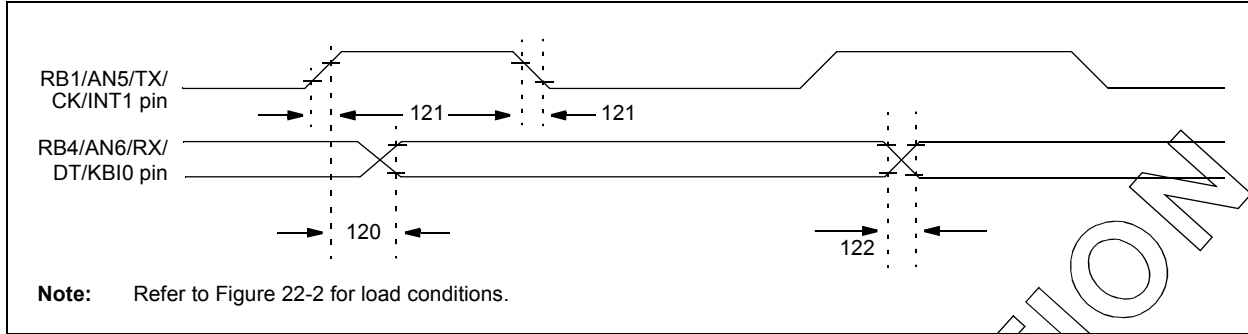 RB1/AN5/TX/
CK/INT1 pin
121
121
RB4/AN6/RX/
DT/KBI0 pin
120
122
Note: Refer to Figure 22-2 for load conditions.
ION